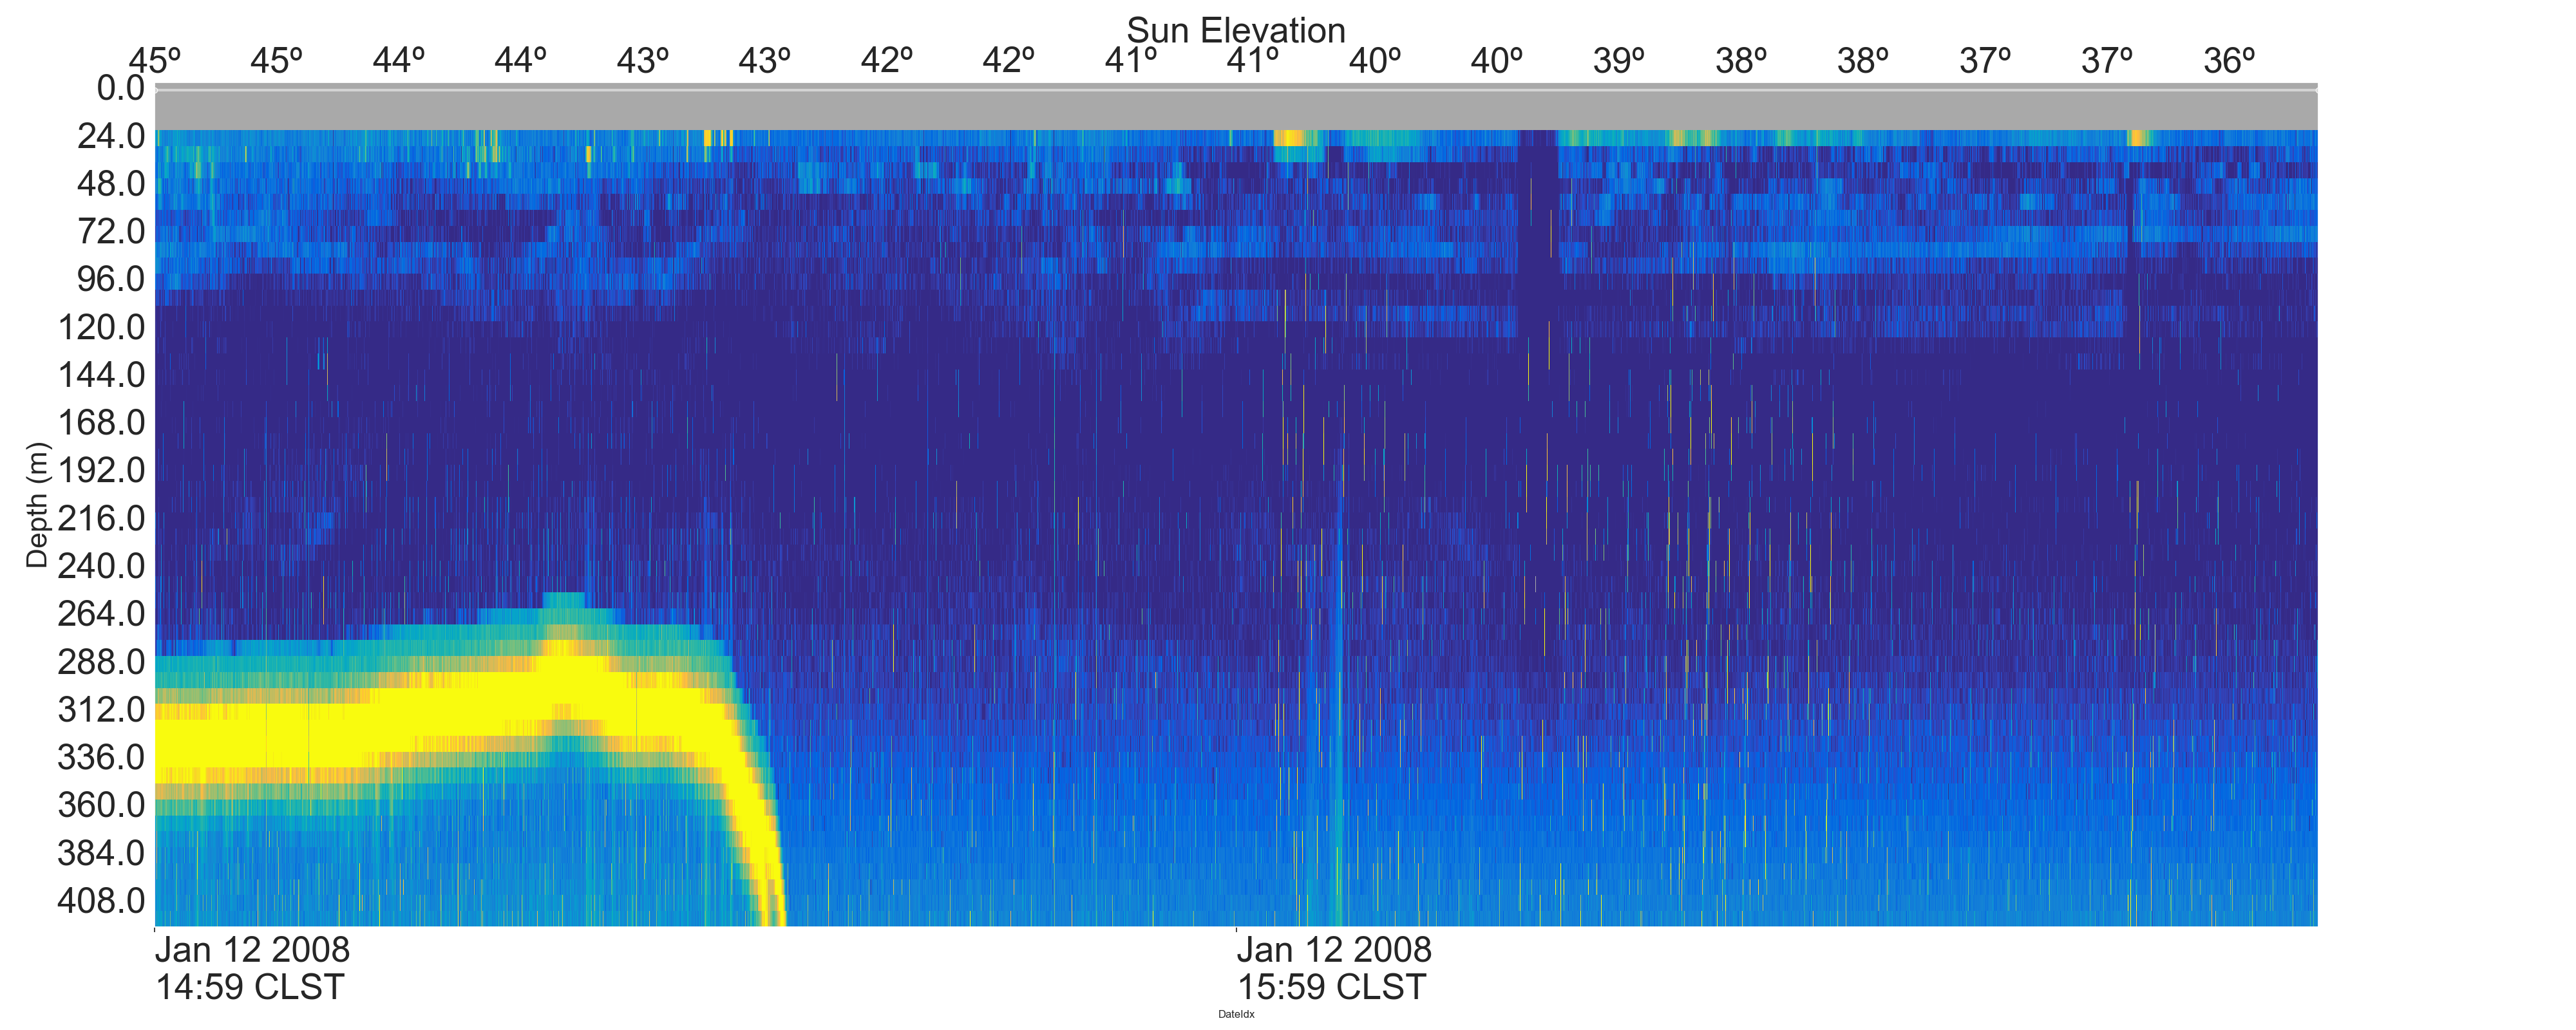 Sun Elevation
45º 45º 44º 44º 43º 43º 42º 42º 41º 41º 40º 40º 39º 38º 38º 37º 37º 36º
0.0
24.0
48.0
72.0
96.0
120.0
144.0
168.0
192.0
216.0
240.0
264.0
288.0
312.0
336.0
360.0
384.0
408.0
Depth (m)
Jan 12 2008
14:59 CLST
Jan 12 2008
15:59 CLST
DateIdx